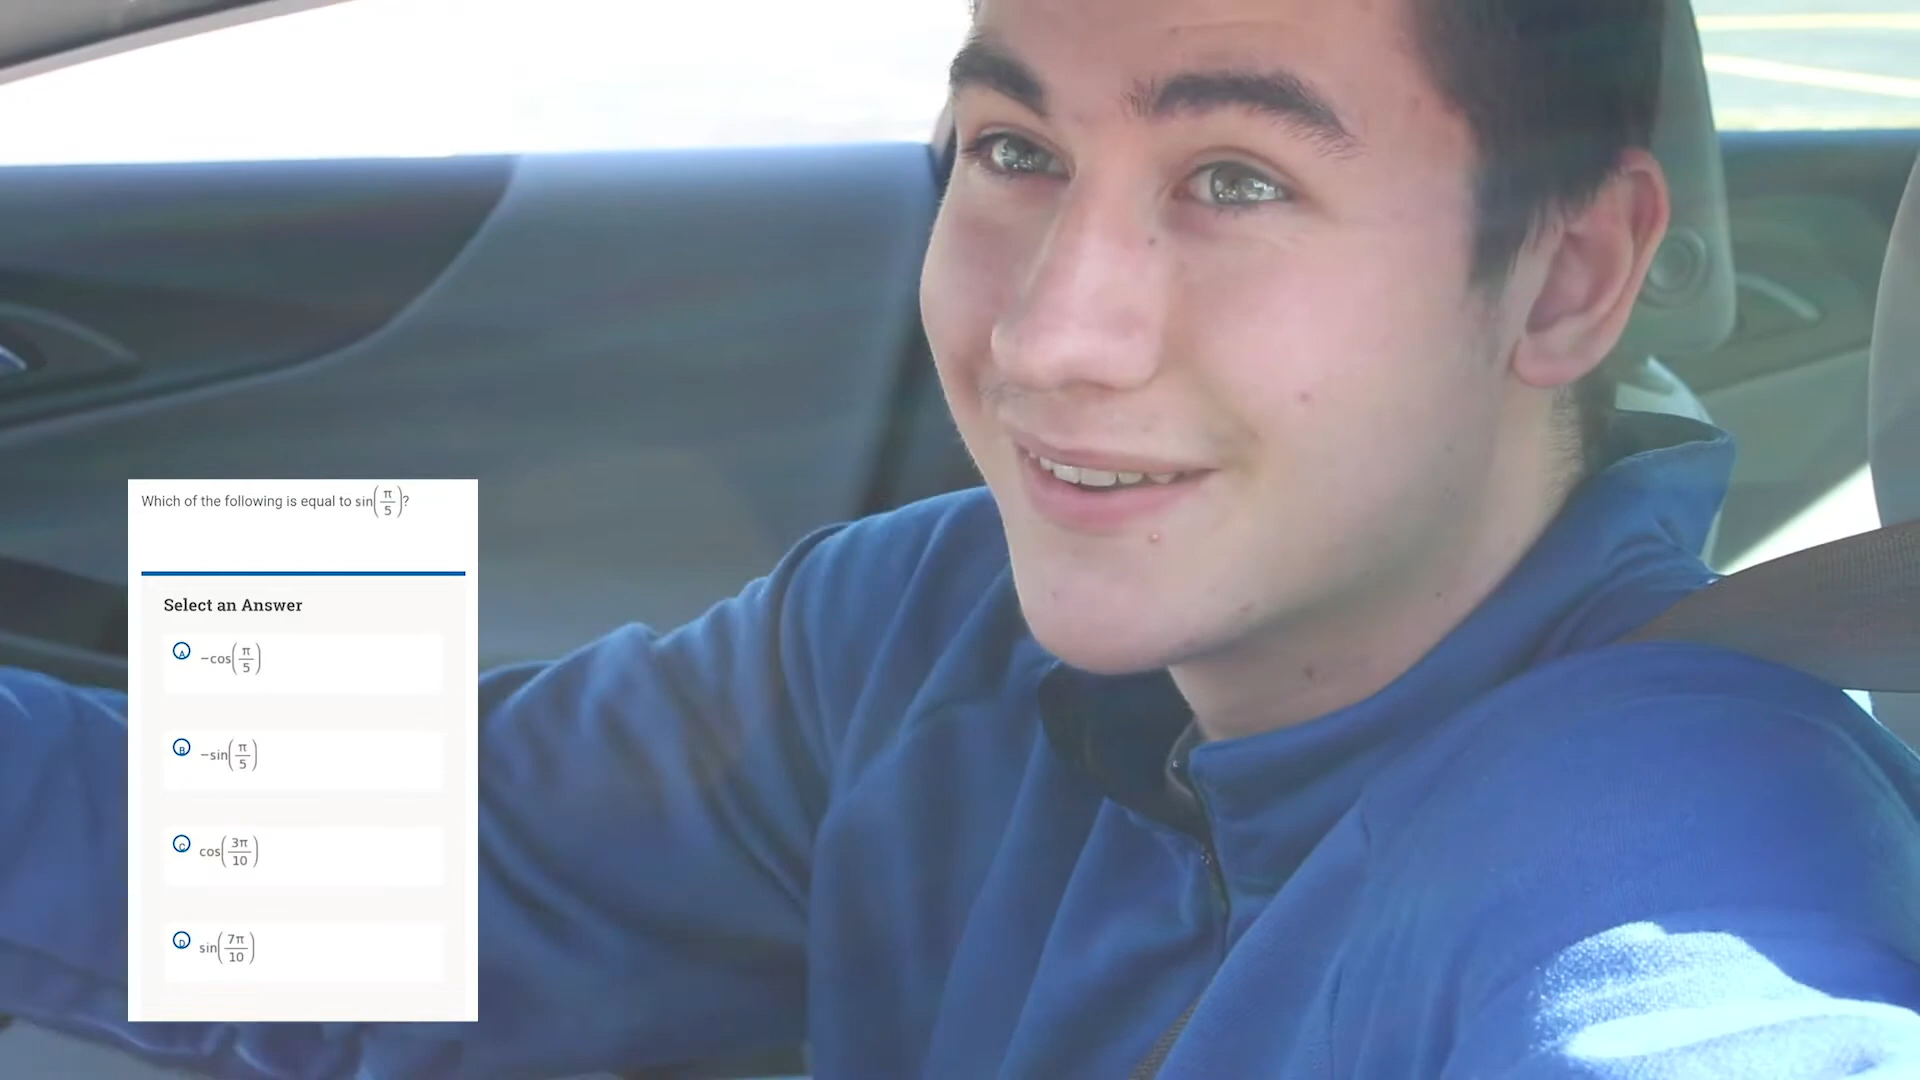 Which of the following is equal to sin(π/5)?
Select an Answer
A −cos(π/5)
B −sin(π/5)
C cos(3π/10)
D sin(7π/10)